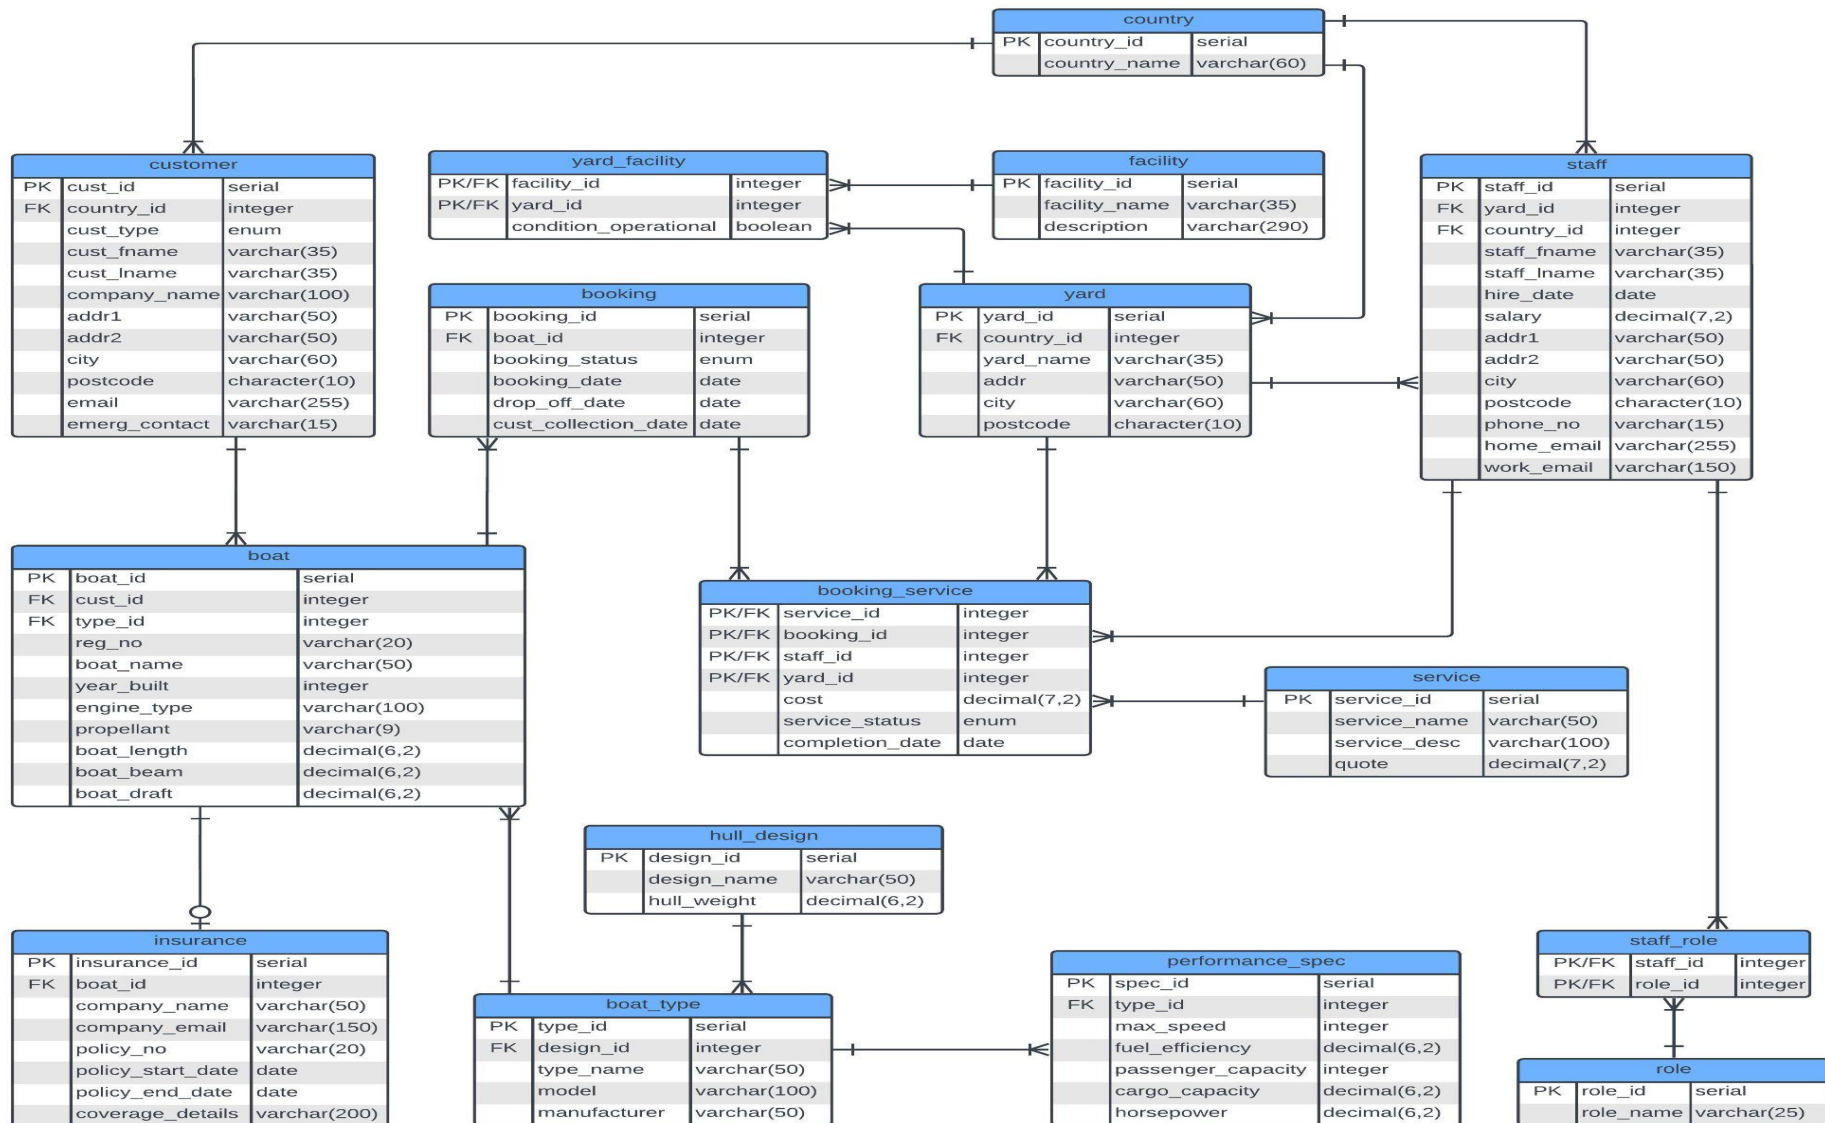 country
PK country_id serial
country_name varchar(60)
customer
PK cust_id serial
FK country_id integer
cust_type enum
cust_fname varchar(35)
cust_lname varchar(35)
company_name varchar(100)
addr1 varchar(50)
addr2 varchar(50)
city varchar(60)
postcode character(10)
email varchar(255)
emerg_contact varchar(15)
yard_facility
PK/FK facility_id integer
PK/FK yard_id integer
condition_operational boolean
facility
PK facility_id serial
facility_name varchar(35)
description varchar(290)
staff
PK staff_id serial
FK yard_id integer
FK country_id integer
staff_fname varchar(35)
staff_lname varchar(35)
hire_date date
salary decimal(7,2)
addr1 varchar(50)
addr2 varchar(50)
city varchar(60)
postcode character(10)
phone_no varchar(15)
home_email varchar(255)
work_email varchar(150)
booking
PK booking_id serial
FK boat_id integer
booking_status enum
booking_date date
drop_off_date date
cust_collection_date date
yard
PK yard_id serial
FK country_id integer
yard_name varchar(35)
addr varchar(50)
city varchar(60)
postcode character(10)
boat
PK boat_id serial
FK cust_id integer
FK type_id integer
reg_no varchar(20)
boat_name varchar(50)
year_built integer
engine_type varchar(100)
propellant varchar(9)
boat_length decimal(6,2)
boat_beam decimal(6,2)
boat_draft decimal(6,2)
booking_service
PK/FK service_id integer
PK/FK booking_id integer
PK/FK staff_id integer
PK/FK yard_id integer
cost decimal(7,2)
service_status enum
completion_date date
service
PK service_id serial
service_name varchar(50)
service_desc varchar(100)
quote decimal(7,2)
hull_design
PK design_id serial
design_name varchar(50)
hull_weight decimal(6,2)
insurance
PK insurance_id serial
FK boat_id integer
company_name varchar(50)
company_email varchar(150)
policy_no varchar(20)
policy_start_date date
policy_end_date date
coverage_details varchar(200)
boat_type
PK type_id serial
FK design_id integer
type_name varchar(50)
model varchar(100)
manufacturer varchar(50)
performance_spec
PK spec_id serial
FK type_id integer
max_speed integer
fuel_efficiency decimal(6,2)
passenger_capacity integer
cargo_capacity decimal(6,2)
horsepower decimal(6,2)
staff_role
PK/FK staff_id integer
PK/FK role_id integer
role
PK role_id serial
role_name varchar(25)